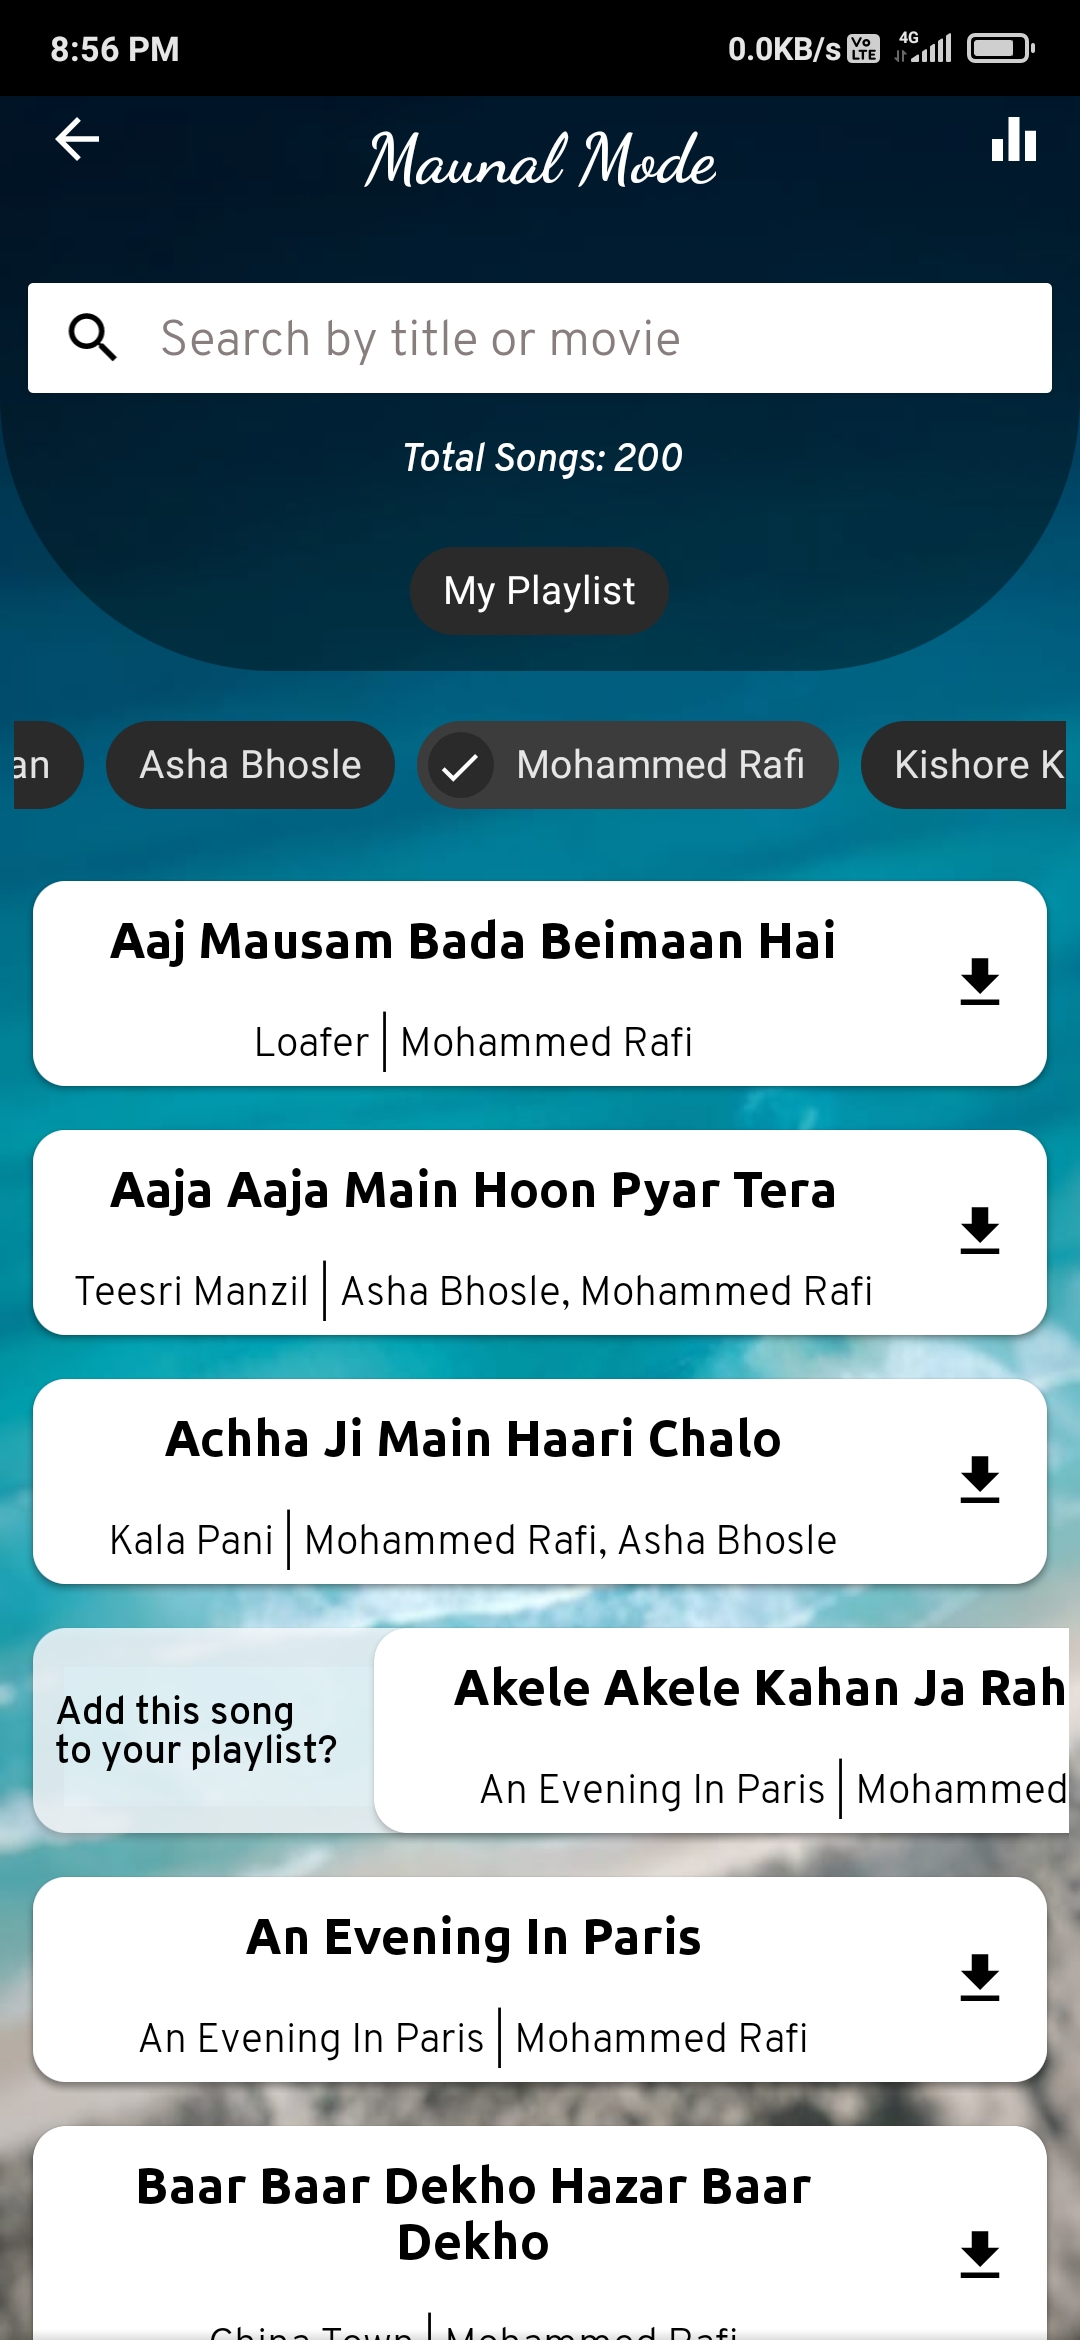 8:56 PM
0.0KB/s Vo LTE 4G
Maunal Mode
Search by title or movie
Total Songs: 200
My Playlist
an Asha Bhosle Mohammed Rafi Kishore K
Aaj Mausam Bada Beimaan Hai
Loafer | Mohammed Rafi
Aaja Aaja Main Hoon Pyar Tera
Teesri Manzil | Asha Bhosle, Mohammed Rafi
Achha Ji Main Haari Chalo
Kala Pani | Mohammed Rafi, Asha Bhosle
Add this song
to your playlist?
Akele Akele Kahan Ja Rah
An Evening In Paris | Mohammed
An Evening In Paris
An Evening In Paris | Mohammed Rafi
Baar Baar Dekho Hazar Baar
Dekho
China Town | Mohammed Rafi